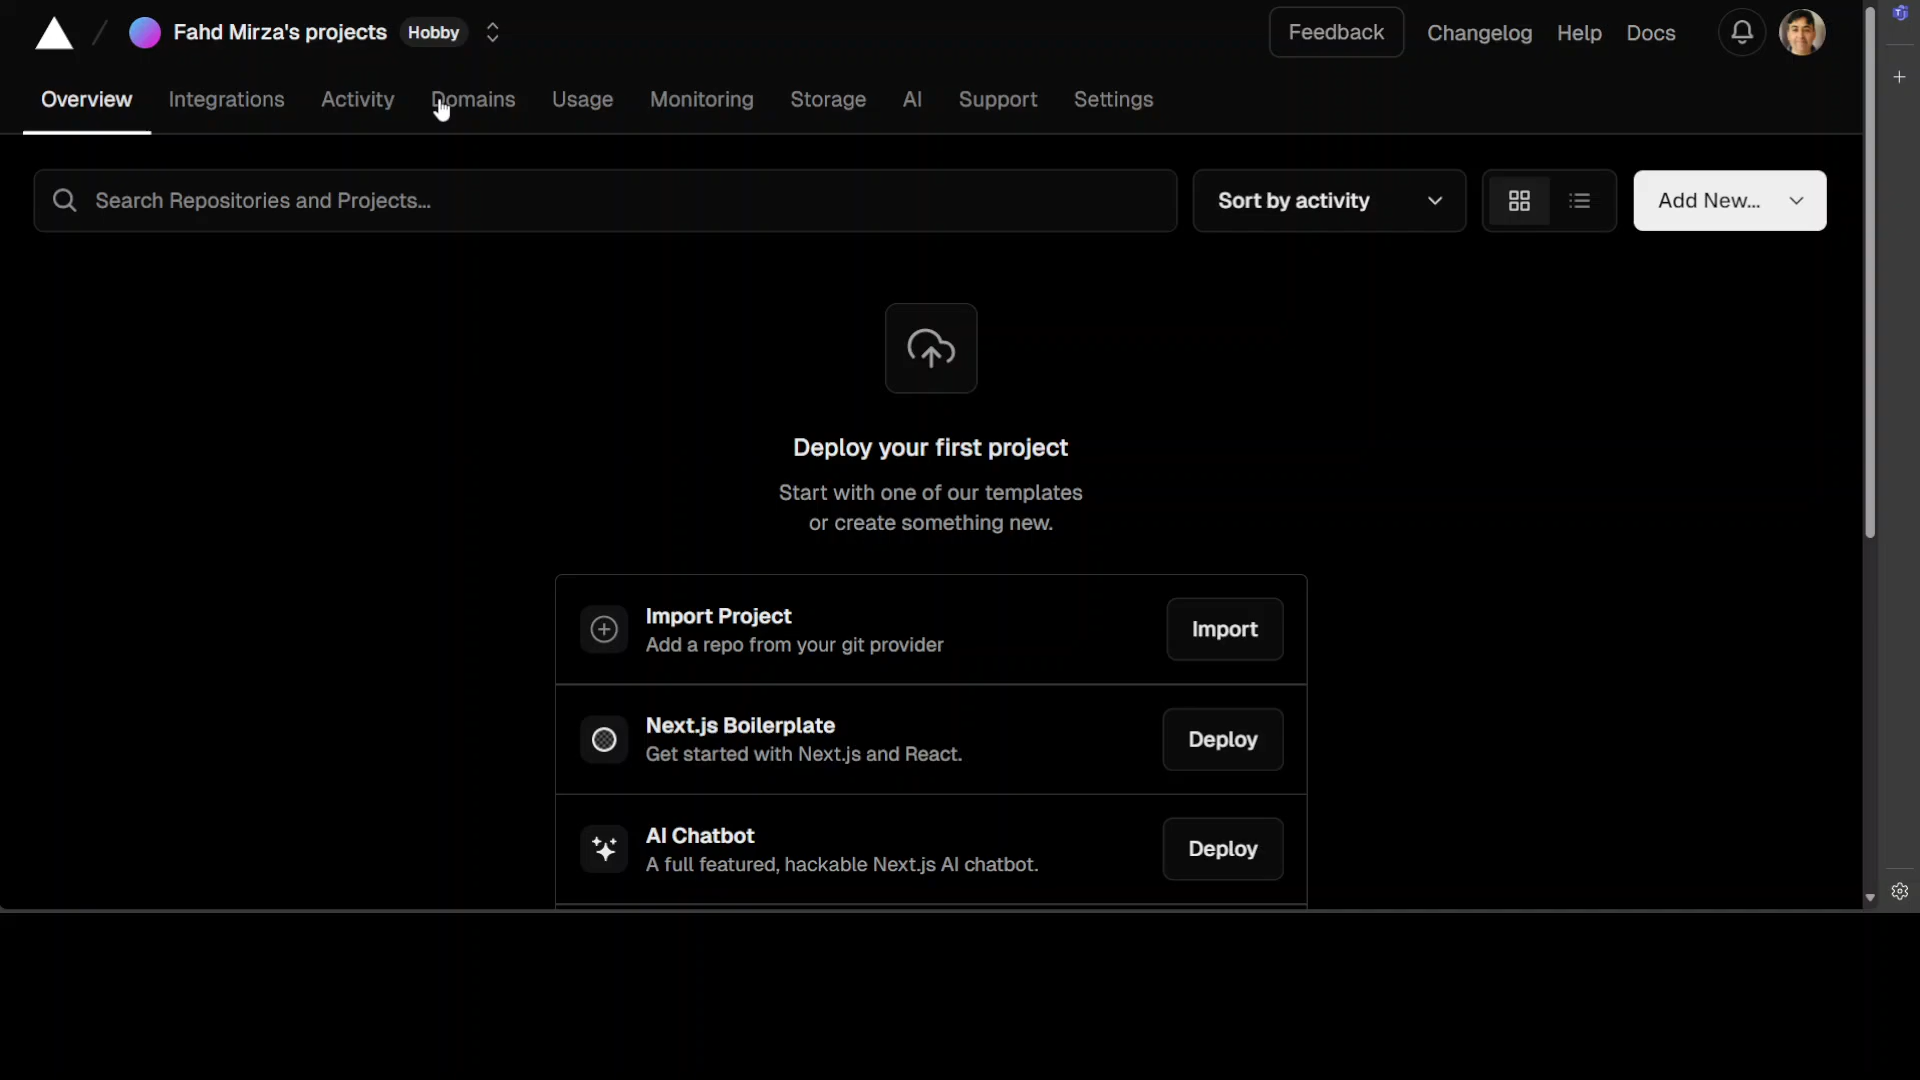 Fahd Mirza's projects Hobby Feedback Changelog Help Docs
Overview Integrations Activity Domains Usage Monitoring Storage AI Support Settings
Search Repositories and Projects... Sort by activity Add New...
Deploy your first project
Start with one of our templates
or create something new.
Import Project
Add a repo from your git provider
Import
Next.js Boilerplate
Get started with Next.js and React.
Deploy
AI Chatbot
A full featured, hackable Next.js AI chatbot.
Deploy